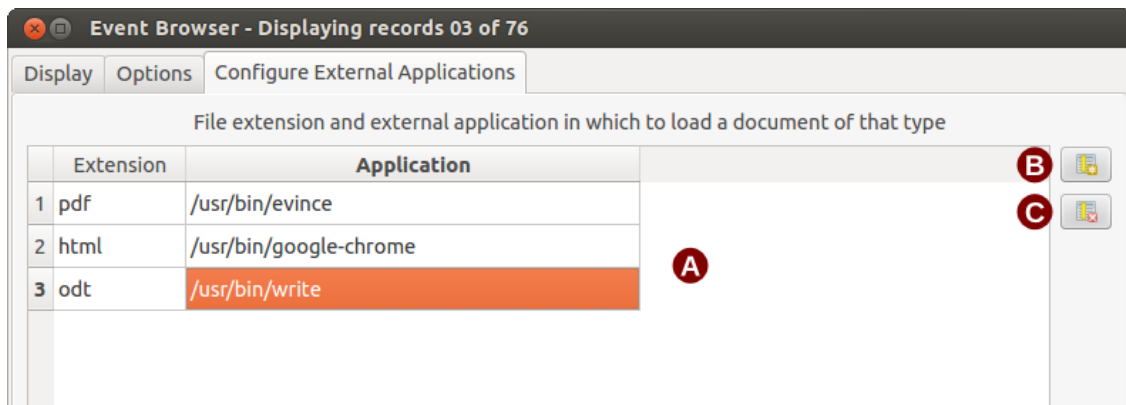 Event Browser - Displaying records 03 of 76
Display Options Configure External Applications
File extension and external application in which to load a document of that type
Extension Application B
1 pdf /usr/bin/evince C
2 html /usr/bin/google-chrome
A
3 odt /usr/bin/write